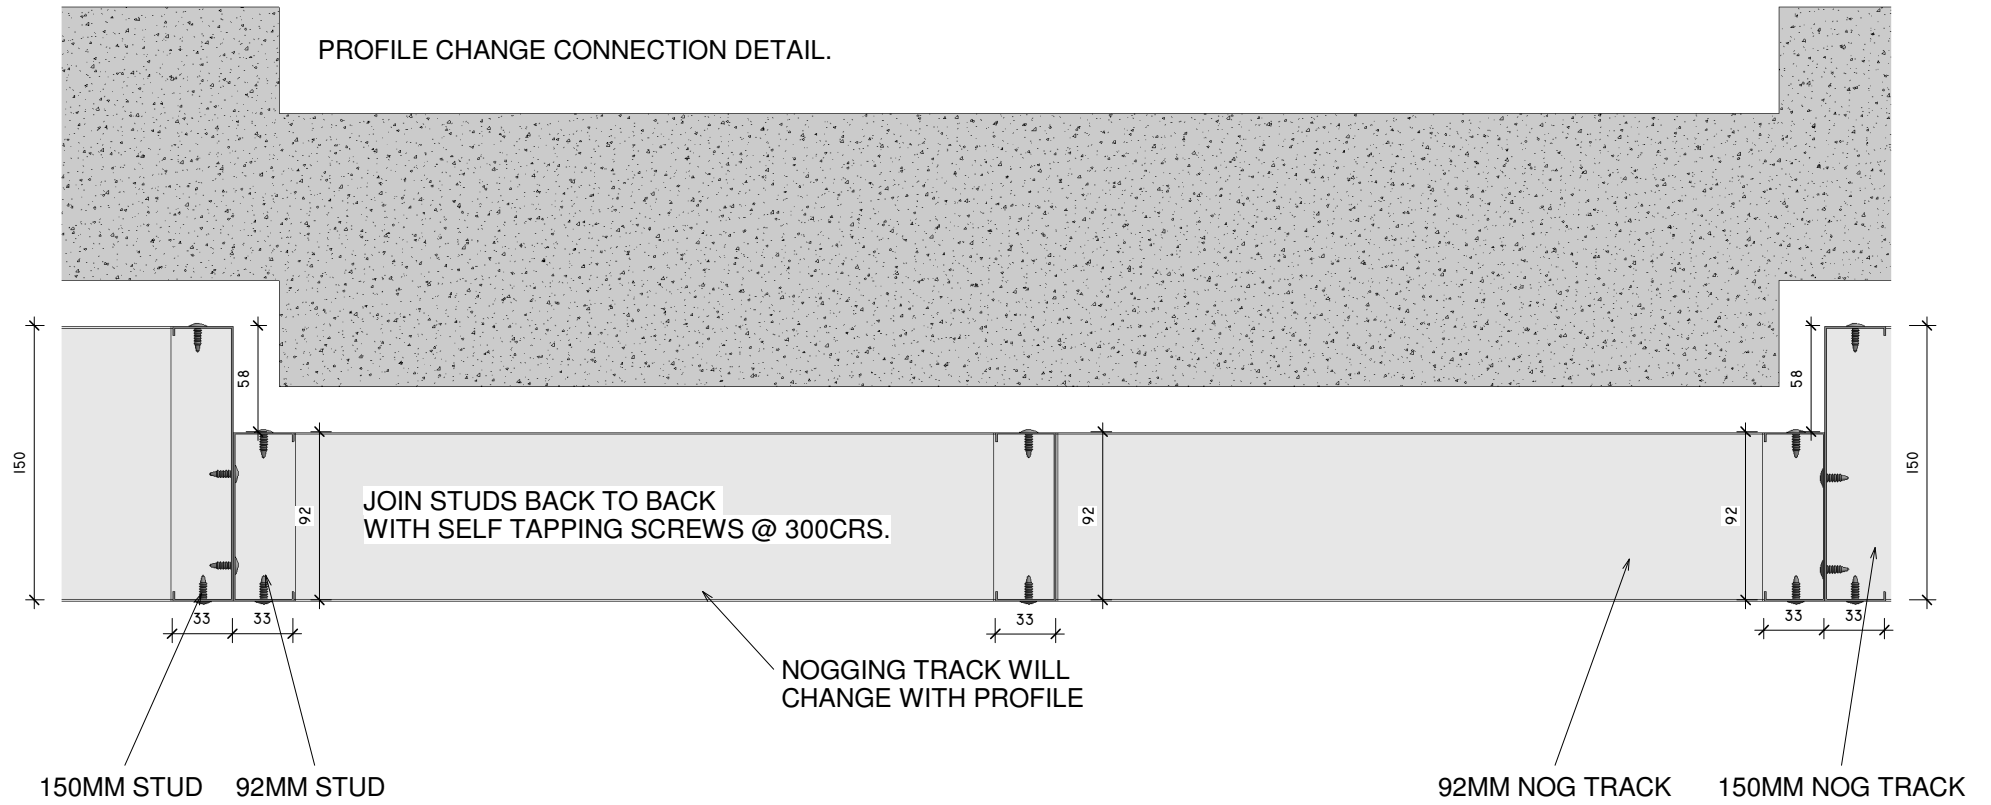 PROFILE CHANGE CONNECTION DETAIL.
58
58
150
150
JOIN STUDS BACK TO BACK
WITH SELF TAPPING SCREWS @ 300CRS.
92
92
92
33
33
33
33
33
NOGGING TRACK WILL
CHANGE WITH PROFILE
150MM STUD
92MM STUD
92MM NOG TRACK
150MM NOG TRACK